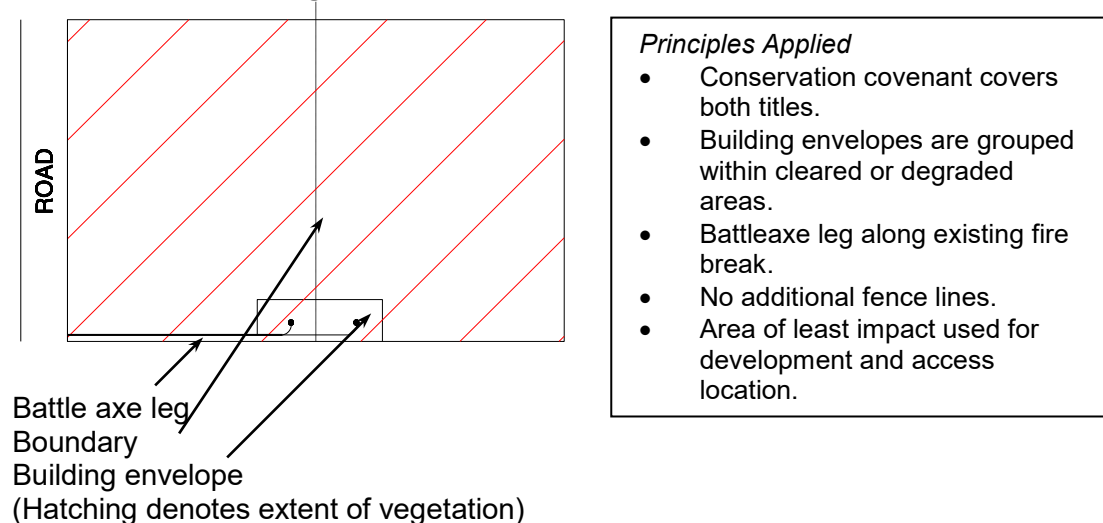 ROAD
Battle axe leg
Boundary
Building envelope
(Hatching denotes extent of vegetation)
Principles Applied
• Conservation covenant covers
both titles.
• Building envelopes are grouped
within cleared or degraded
areas.
• Battleaxe leg along existing fire
break.
• No additional fence lines.
• Area of least impact used for
development and access
location.